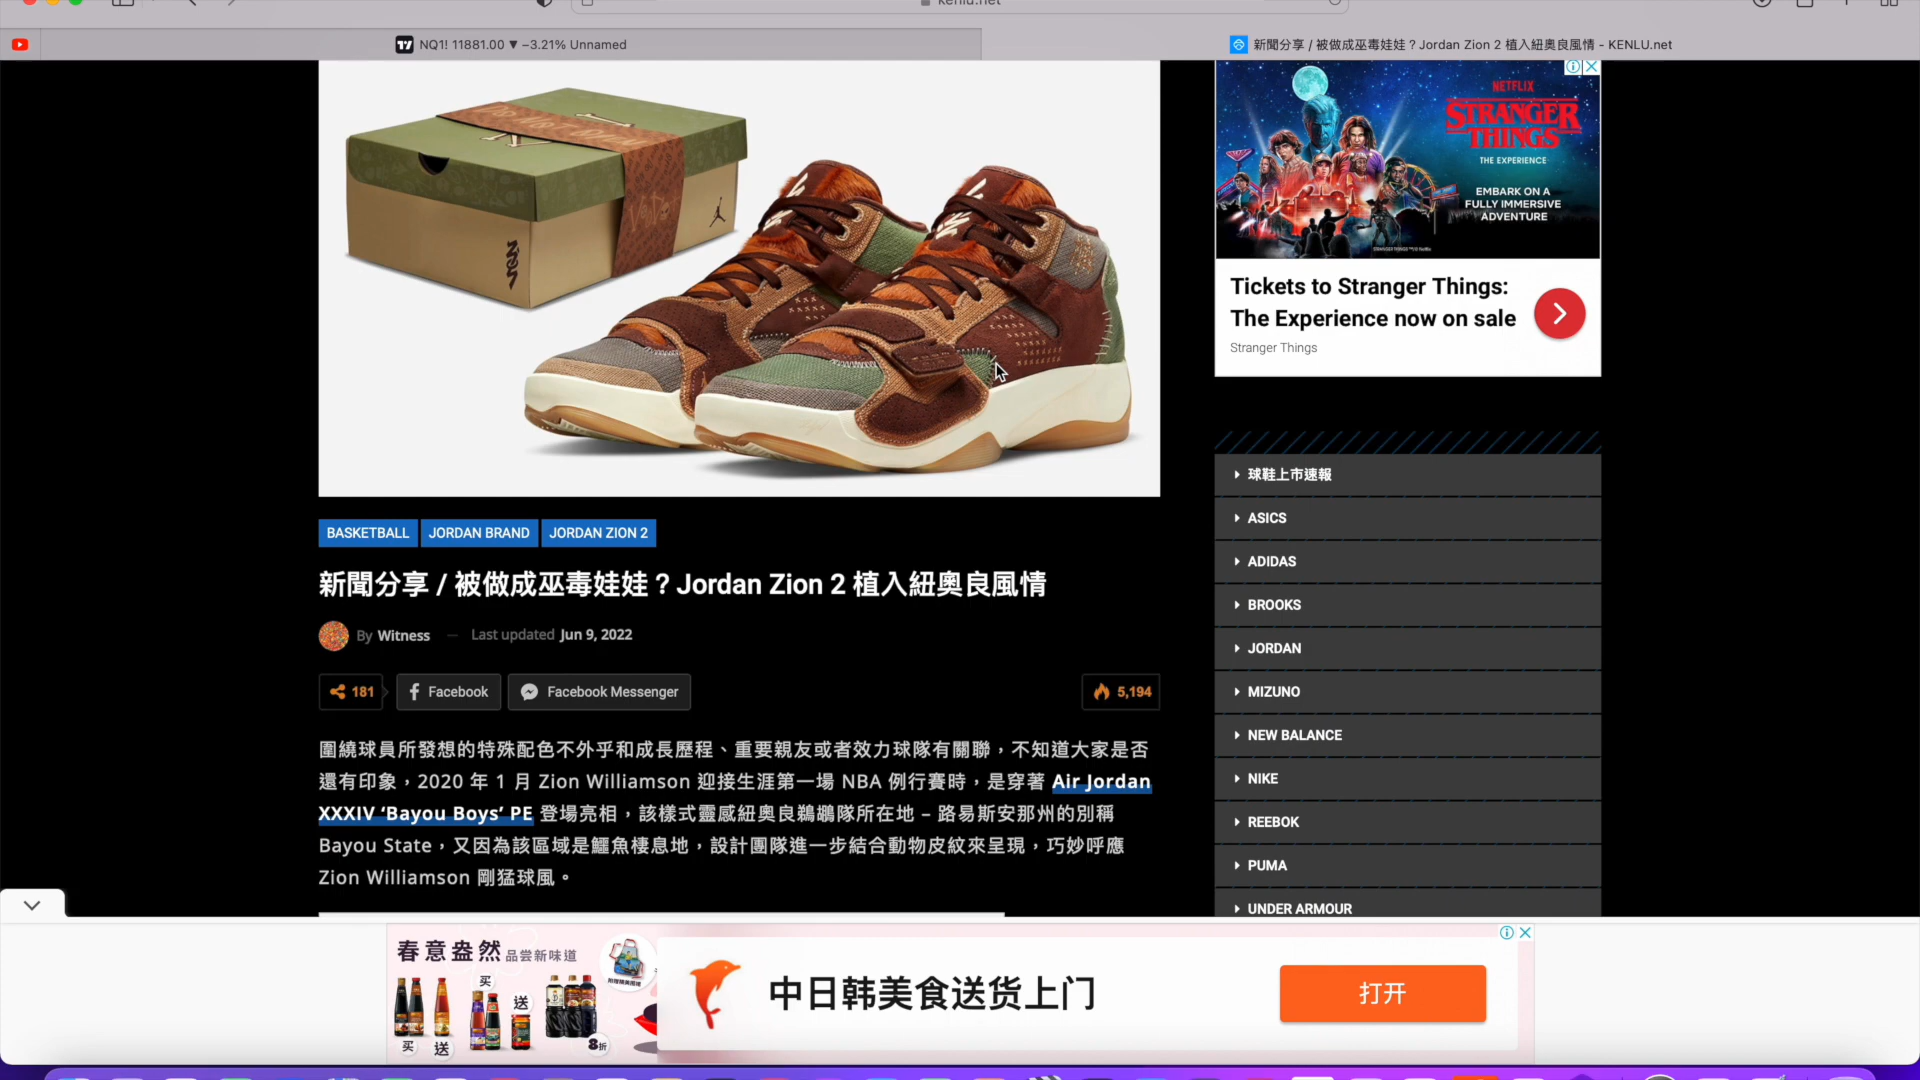 kenlu.net
NQ1! 11881.00 ▼ −3.21% Unnamed
新聞分享 / 被做成巫毒娃娃？Jordan Zion 2 植入紐奧良風情 - KENLU.net
NETFLIX
STRANGER
THINGS
THE EXPERIENCE
EMBARK ON A
FULLY IMMERSIVE
ADVENTURE
Tickets to Stranger Things:
The Experience now on sale
Stranger Things
BASKETBALL
JORDAN BRAND
JORDAN ZION 2
新聞分享 / 被做成巫毒娃娃？Jordan Zion 2 植入紐奧良風情
By Witness — Last updated Jun 9, 2022
181
Facebook
Facebook Messenger
5,194
圍繞球員所發想的特殊配色不外乎和成長歷程、重要親友或者效力球隊有關聯，不知道大家是否
還有印象，2020 年 1 月 Zion Williamson 迎接生涯第一場 NBA 例行賽時，是穿著 Air Jordan
XXXIV ‘Bayou Boys’ PE 登場亮相，該樣式靈感紐奧良鵜鶘隊所在地 – 路易斯安那州的別稱
Bayou State，又因為該區域是鱷魚棲息地，設計團隊進一步結合動物皮紋來呈現，巧妙呼應
Zion Williamson 剛猛球風。
球鞋上市速報
ASICS
ADIDAS
BROOKS
JORDAN
MIZUNO
NEW BALANCE
NIKE
REEBOK
PUMA
UNDER ARMOUR
春意盎然 品尝新味道
买
送
买
送
8折
中日韩美食送货上门
打开